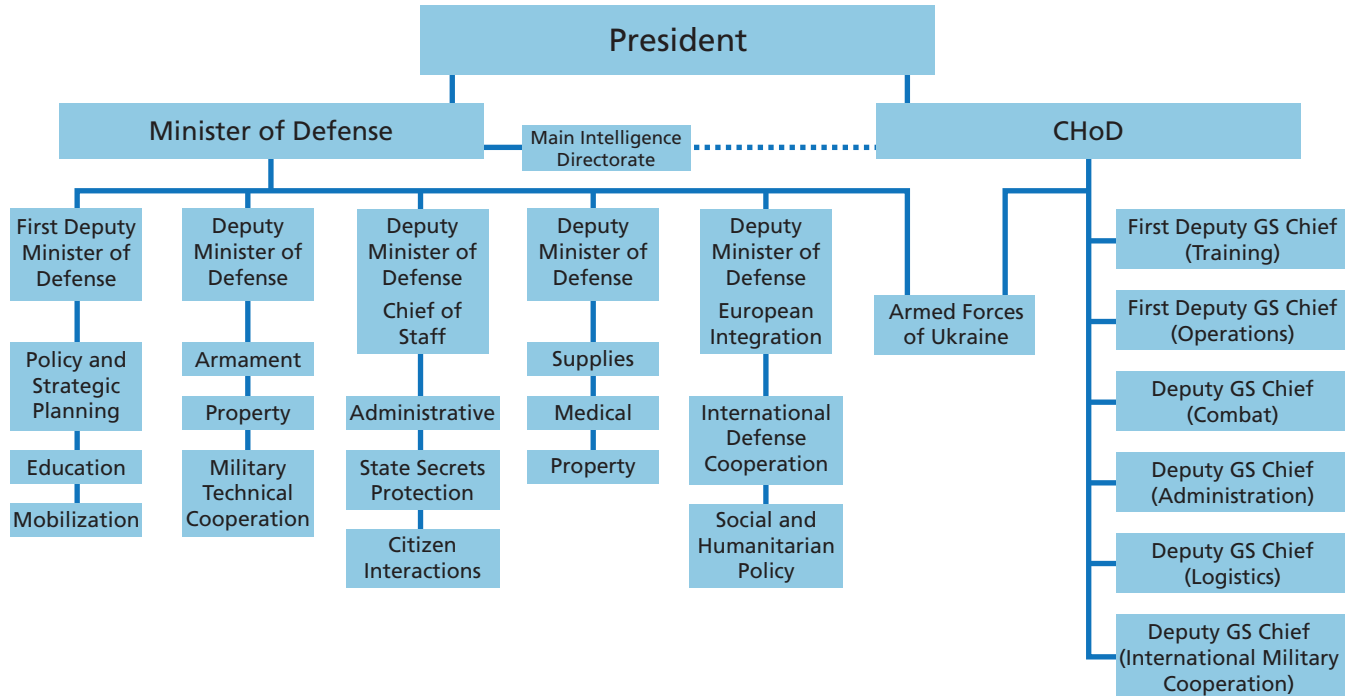 President
Minister of Defense
Main Intelligence
Directorate
CHoD
First Deputy
Minister of
Defense
Policy and
Strategic
Planning
Education
Mobilization
Deputy
Minister of
Defense
Armament
Property
Military
Technical
Cooperation
Deputy
Minister of
Defense
Chief of
Staff
Administrative
State Secrets
Protection
Citizen
Interactions
Deputy
Minister of
Defense
Supplies
Medical
Property
Deputy
Minister of
Defense
European
Integration
International
Defense
Cooperation
Social and
Humanitarian
Policy
Armed Forces
of Ukraine
First Deputy GS Chief
(Training)
First Deputy GS Chief
(Operations)
Deputy GS Chief
(Combat)
Deputy GS Chief
(Administration)
Deputy GS Chief
(Logistics)
Deputy GS Chief
(International Military
Cooperation)